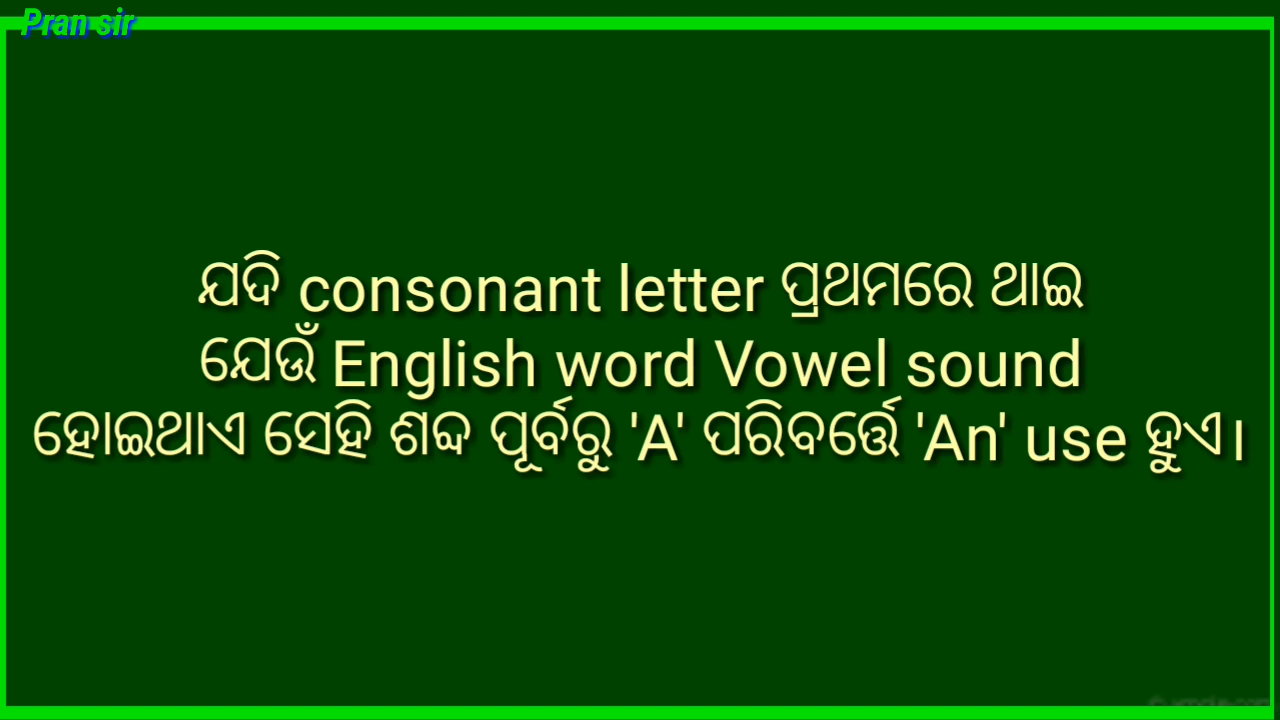 Pran sir
ଯଦି consonant letter ପ୍ରଥମରେ ଥାଇ
ଯେଉଁ English word Vowel sound
ହୋଇଥାଏ ସେହି ଶବ୍ଦ ପୂର୍ବରୁ 'A' ପରିବର୍ତ୍ତେ 'An' use ହୁଏ।